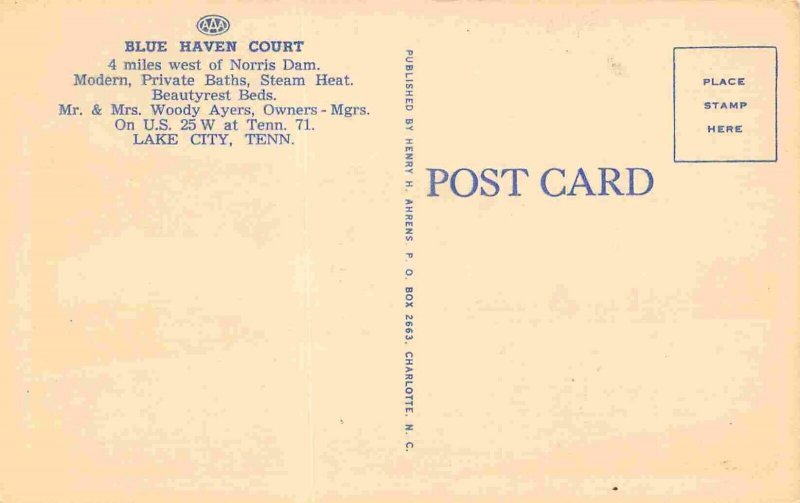 AAA
BLUE HAVEN COURT
4 miles west of Norris Dam.
Modern, Private Baths, Steam Heat.
Beautyrest Beds.
Mr. & Mrs. Woody Ayers, Owners - Mgrs.
On U.S. 25 W at Tenn. 71.
LAKE CITY, TENN.
PUBLISHED BY HENRY H. AHRENS P. O. BOX 2663, CHARLOTTE, N. C.
POST CARD
PLACE
STAMP
HERE